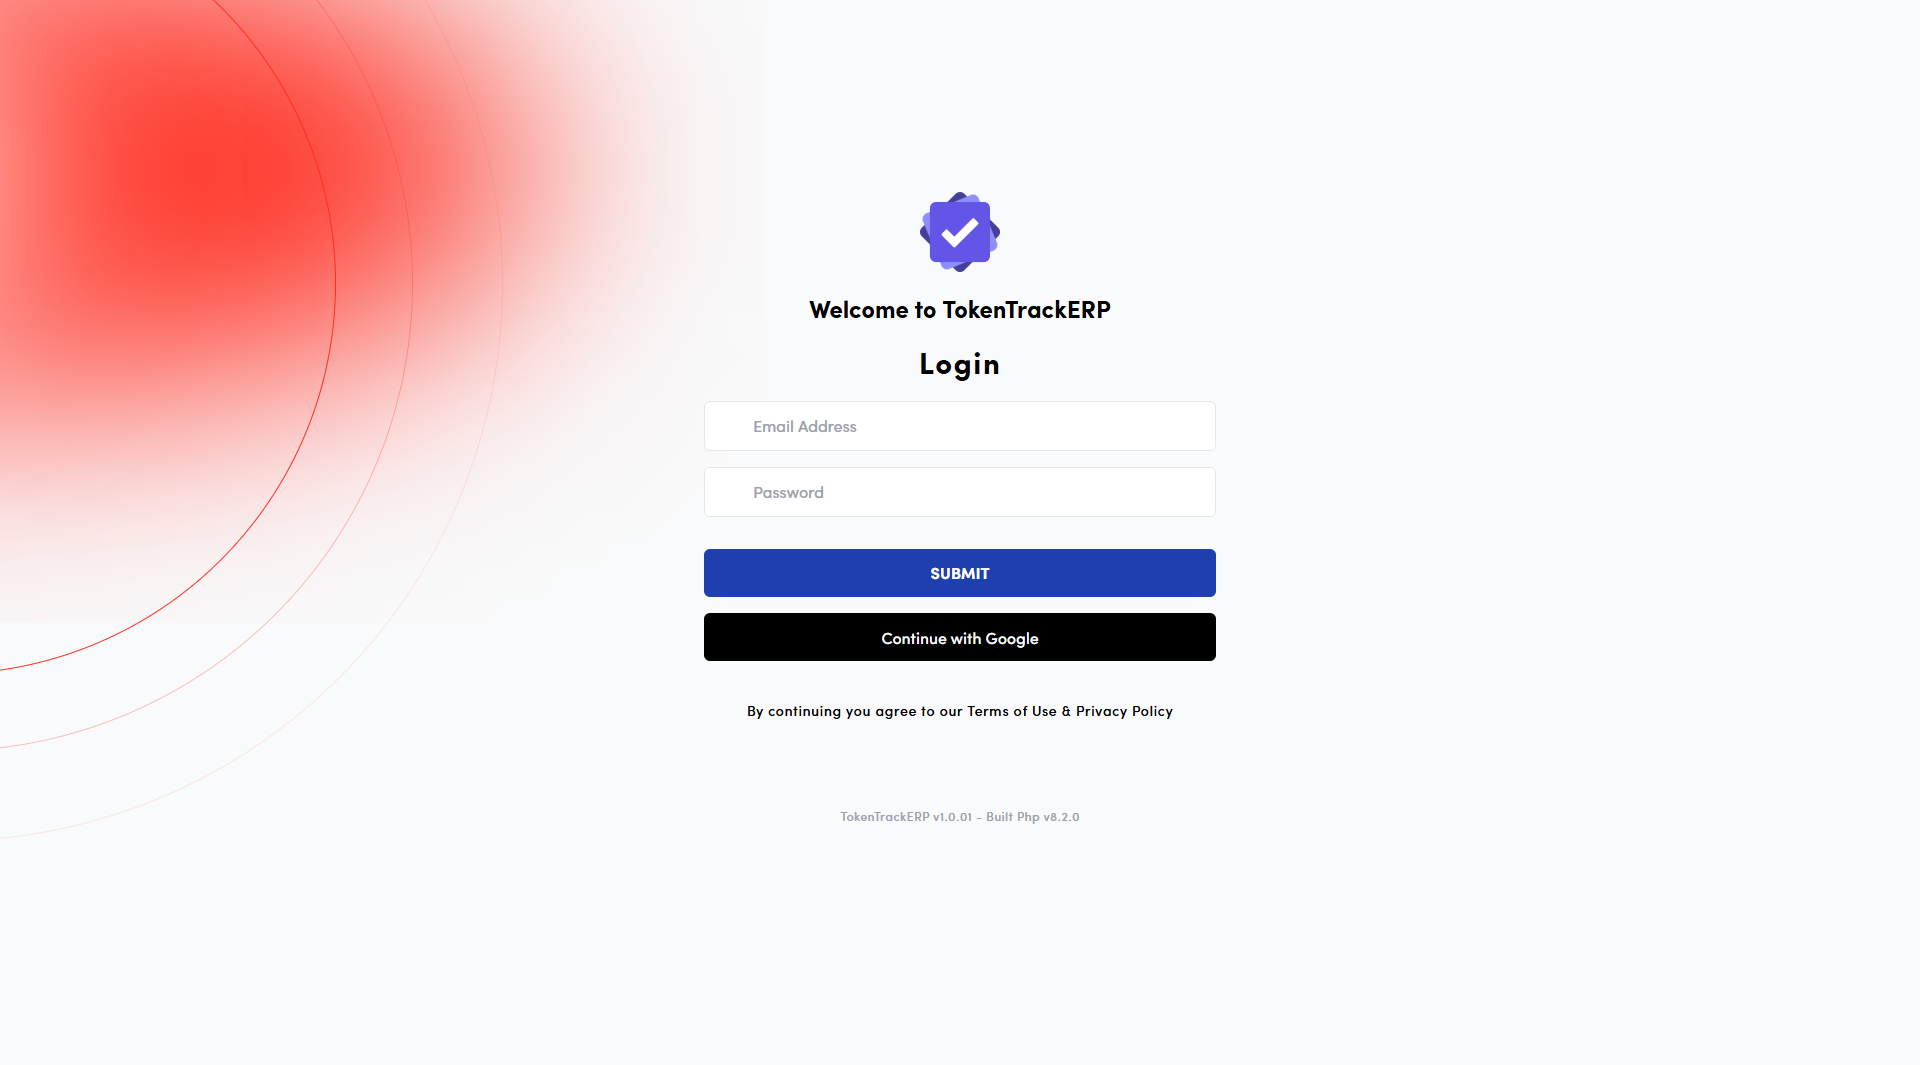 Welcome to TokenTrackERP
Login
Email Address
Password
SUBMIT
Continue with Google
By continuing you agree to our Terms of Use & Privacy Policy
TokenTrackERP v1.0.01 - Built Php v8.2.0